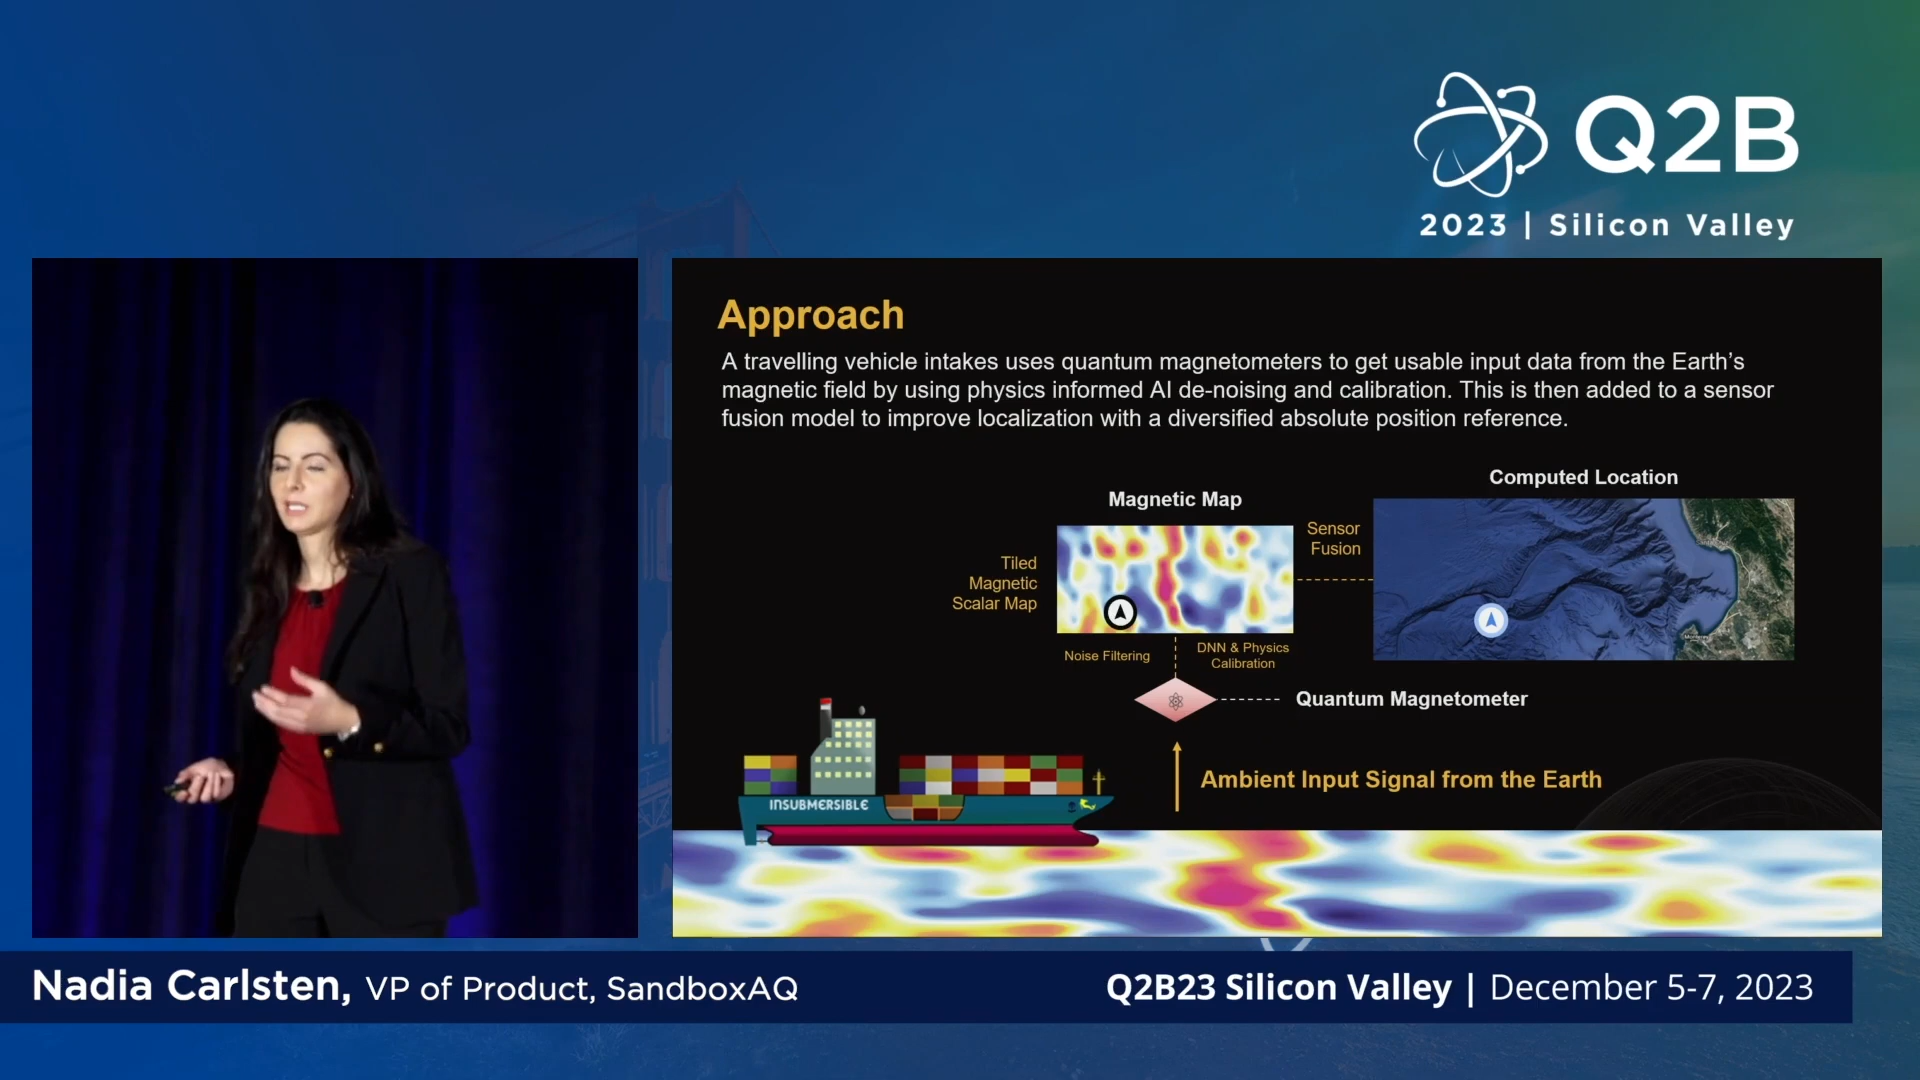 Q2B
2023 | Silicon Valley
Approach
A travelling vehicle intakes uses quantum magnetometers to get usable input data from the Earth’s
magnetic field by using physics informed AI de-noising and calibration. This is then added to a sensor
fusion model to improve localization with a diversified absolute position reference.
Computed Location
Magnetic Map
Sensor
Fusion
Tiled
Magnetic
Scalar Map
Monterey
Noise Filtering
DNN & Physics
Calibration
Quantum Magnetometer
Ambient Input Signal from the Earth
INSUBMERSIBLE
Nadia Carlsten, VP of Product, SandboxAQ
Q2B23 Silicon Valley | December 5-7, 2023